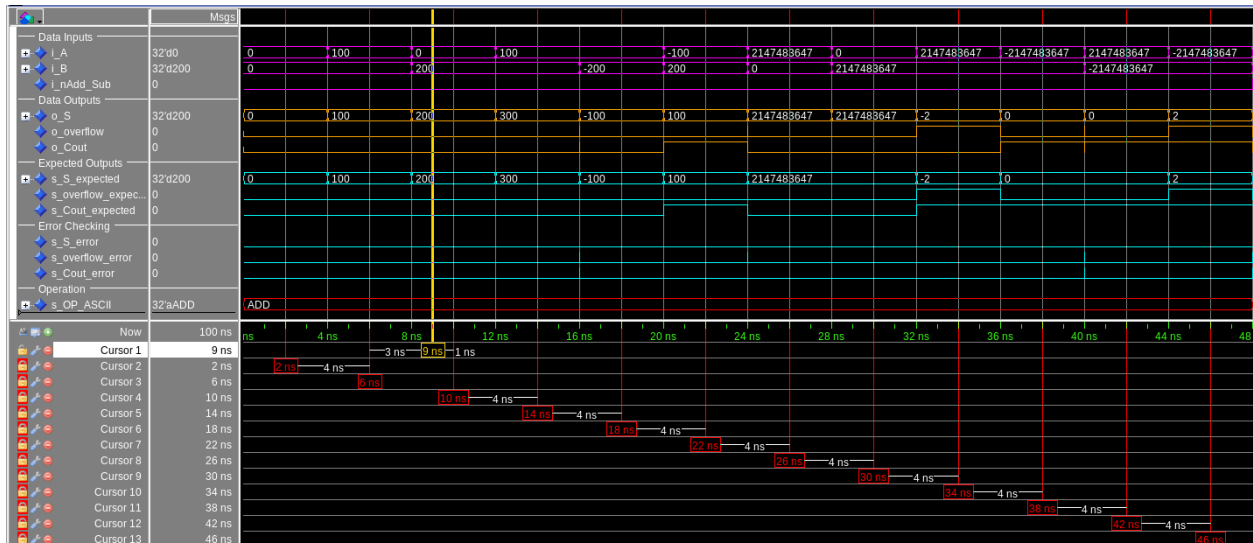 Msgs
Data Inputs
i_A 32'd0 0 100 0 100 -100 2147483647 0 2147483647 -2147483647 2147483647 -2147483647
i_B 32'd200 0 200 -200 200 0 2147483647 -2147483647
i_nAdd_Sub 0
Data Outputs
o_S 32'd200 0 100 200 300 -100 100 2147483647 2147483647 -2 0 0 2
o_overflow 0
o_Cout 0
Expected Outputs
s_S_expected 32'd200 0 100 200 300 -100 100 2147483647 -2 0 2
s_overflow_expec... 0
s_Cout_expected 0
Error Checking
s_S_error 0
s_overflow_error 0
s_Cout_error 0
Operation
s_OP_ASCII 32'aADD ADD
Now 100 ns ns 4 ns 8 ns 12 ns 16 ns 20 ns 24 ns 28 ns 32 ns 36 ns 40 ns 44 ns 48
Cursor 1 9 ns 3 ns 9 ns 1 ns
Cursor 2 2 ns 2 ns 4 ns
Cursor 3 6 ns 6 ns
Cursor 4 10 ns 10 ns 4 ns
Cursor 5 14 ns 14 ns 4 ns
Cursor 6 18 ns 18 ns 4 ns
Cursor 7 22 ns 22 ns 4 ns
Cursor 8 26 ns 26 ns 4 ns
Cursor 9 30 ns 30 ns 4 ns
Cursor 10 34 ns 34 ns 4 ns
Cursor 11 38 ns 38 ns 4 ns
Cursor 12 42 ns 42 ns 4 ns
Cursor 13 46 ns 46 ns